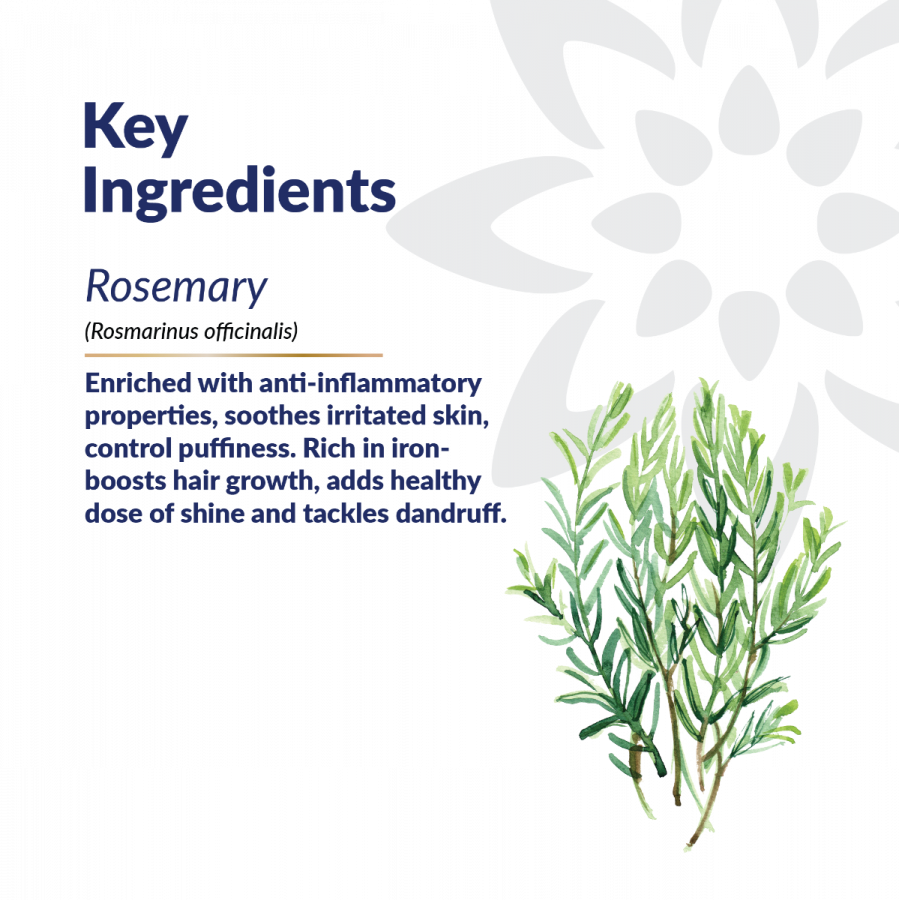 Key
Ingredients
Rosemary
(Rosmarinus officinalis)
Enriched with anti-inflammatory
properties, soothes irritated skin,
control puffiness. Rich in iron-
boosts hair growth, adds healthy
dose of shine and tackles dandruff.